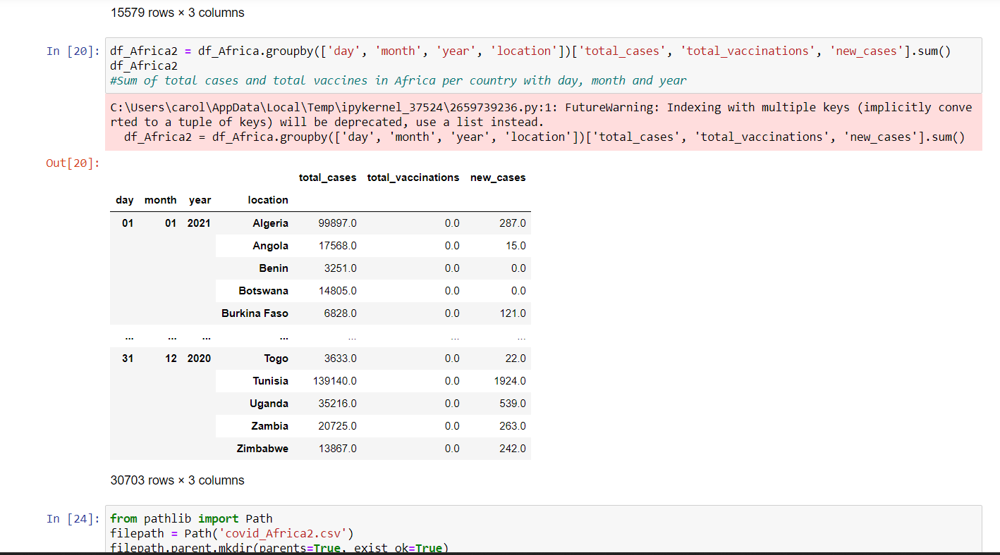 15579 rows × 3 columns
In [20]: df_Africa2 = df_Africa.groupby(['day', 'month', 'year', 'location'])['total_cases', 'total_vaccinations', 'new_cases'].sum()
df_Africa2
#Sum of total cases and total vaccines in Africa per country with day, month and year
C:\Users\carol\AppData\Local\Temp\ipykernel_37524\2659739236.py:1: FutureWarning: Indexing with multiple keys (implicitly conve
rted to a tuple of keys) will be deprecated, use a list instead.
df_Africa2 = df_Africa.groupby(['day', 'month', 'year', 'location'])['total_cases', 'total_vaccinations', 'new_cases'].sum()
Out[20]:
total_cases total_vaccinations new_cases
day month year location
01 01 2021 Algeria 99897.0 0.0 287.0
Angola 17568.0 0.0 15.0
Benin 3251.0 0.0 0.0
Botswana 14805.0 0.0 0.0
Burkina Faso 6828.0 0.0 121.0
... ... ... ... ... ... ...
31 12 2020 Togo 3633.0 0.0 22.0
Tunisia 139140.0 0.0 1924.0
Uganda 35216.0 0.0 539.0
Zambia 20725.0 0.0 263.0
Zimbabwe 13867.0 0.0 242.0
30703 rows × 3 columns
In [24]: from pathlib import Path
filepath = Path('covid_Africa2.csv')
filepath.parent.mkdir(parents=True, exist_ok=True)